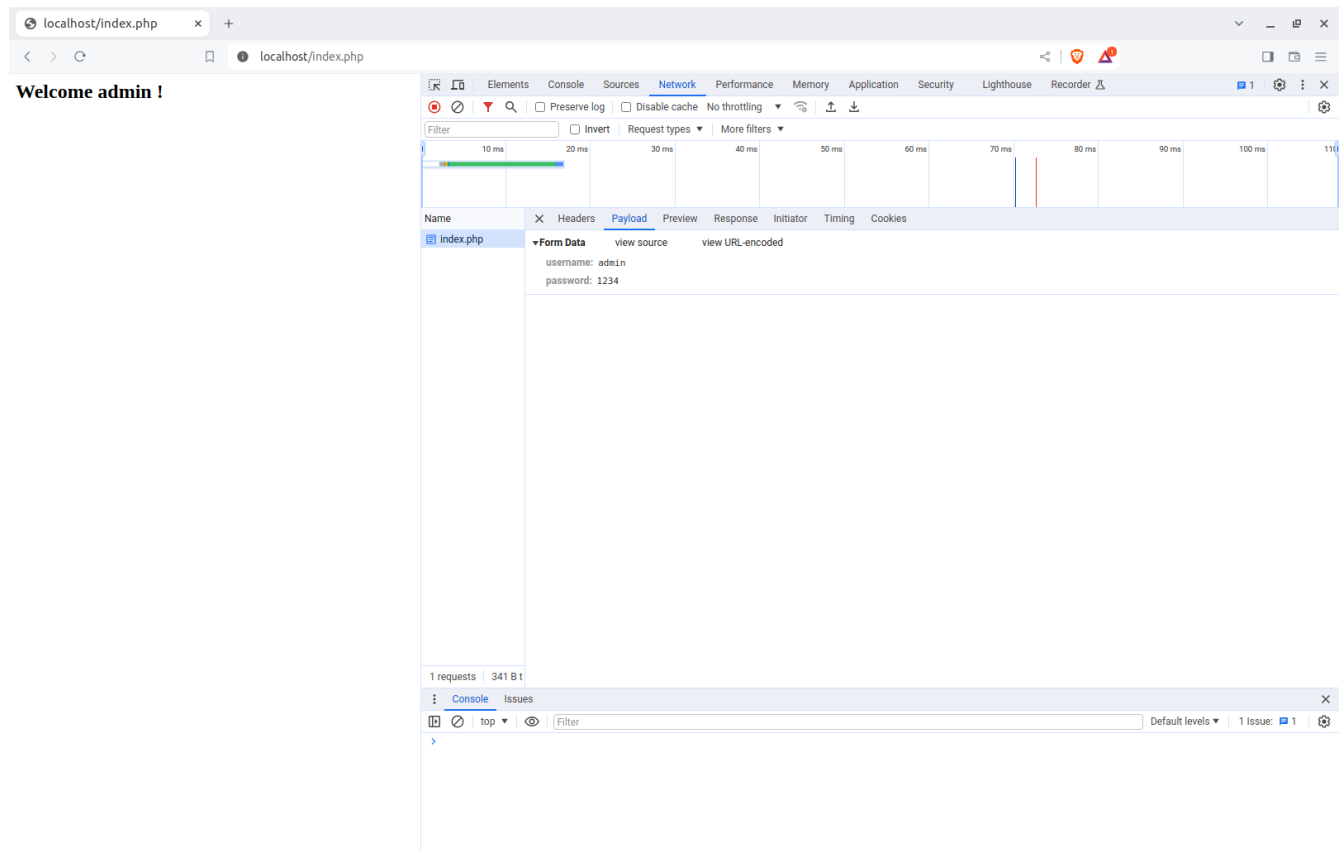 localhost/index.php
localhost/index.php
Welcome admin !
Elements Console Sources Network Performance Memory Application Security Lighthouse Recorder 1
Preserve log Disable cache No throttling
Filter Invert Request types More filters
10 ms 20 ms 30 ms 40 ms 50 ms 60 ms 70 ms 80 ms 90 ms 100 ms 110
Name Headers Payload Preview Response Initiator Timing Cookies
index.php Form Data view source view URL-encoded
username: admin
password: 1234
1 requests 341 B t
Console Issues
top Filter Default levels 1 Issue: 1